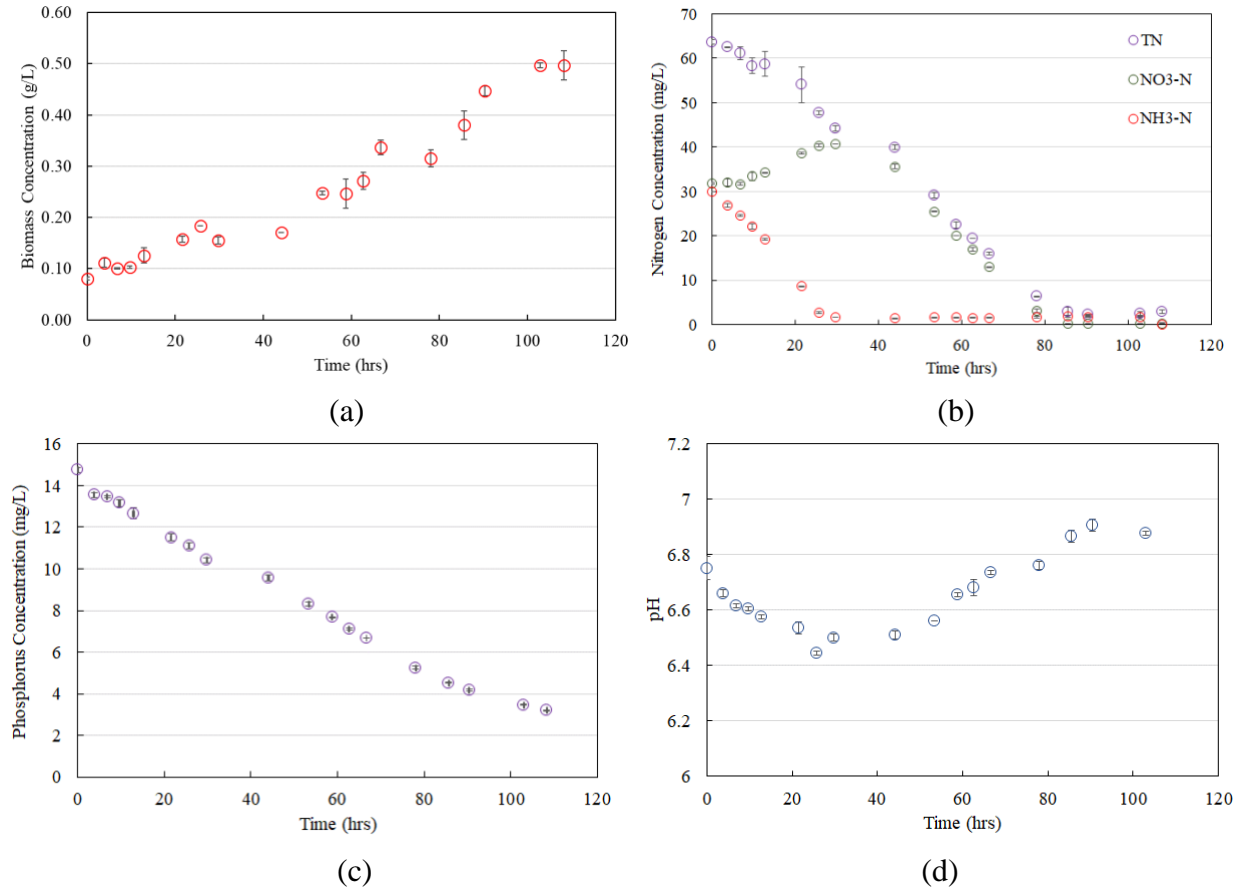 0.60
0.50
0.40
0.30
0.20
0.10
0.00
Biomass Concentration (g/L)
0 20 40 60 80 100 120
Time (hrs)
(a)
70
60
50
40
30
20
10
0
Nitrogen Concentration (mg/L)
TN
NO3-N
NH3-N
0 20 40 60 80 100 120
Time (hrs)
(b)
16
14
12
10
8
6
4
2
0
Phosphorus Concentration (mg/L)
0 20 40 60 80 100 120
Time (hrs)
(c)
7.2
7
6.8
6.6
6.4
6.2
6
pH
0 20 40 60 80 100 120
Time (hrs)
(d)